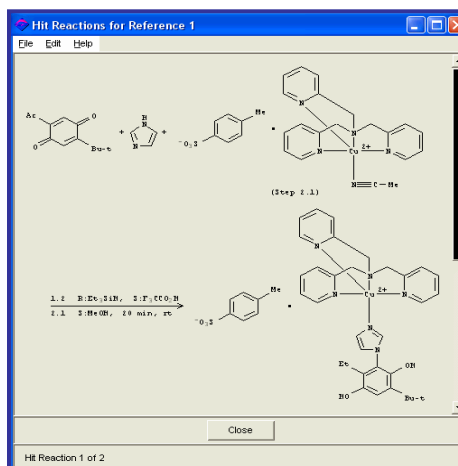 Hit Reactions for Reference 1
File Edit Help
Ac
O
O
Bu-t
+
H
N
N
+
Me
-O3S
N
N
N
N
Cu
2+
N≡C-Me
(Step 2.1)
1.2 R:Et3SiH, S:F3CCO2H
2.1 S:MeOH, 20 min, rt
Me
-O3S
N
N
N
N
Cu
2+
N
N
Et
OH
HO
Bu-t
Close
Hit Reaction 1 of 2